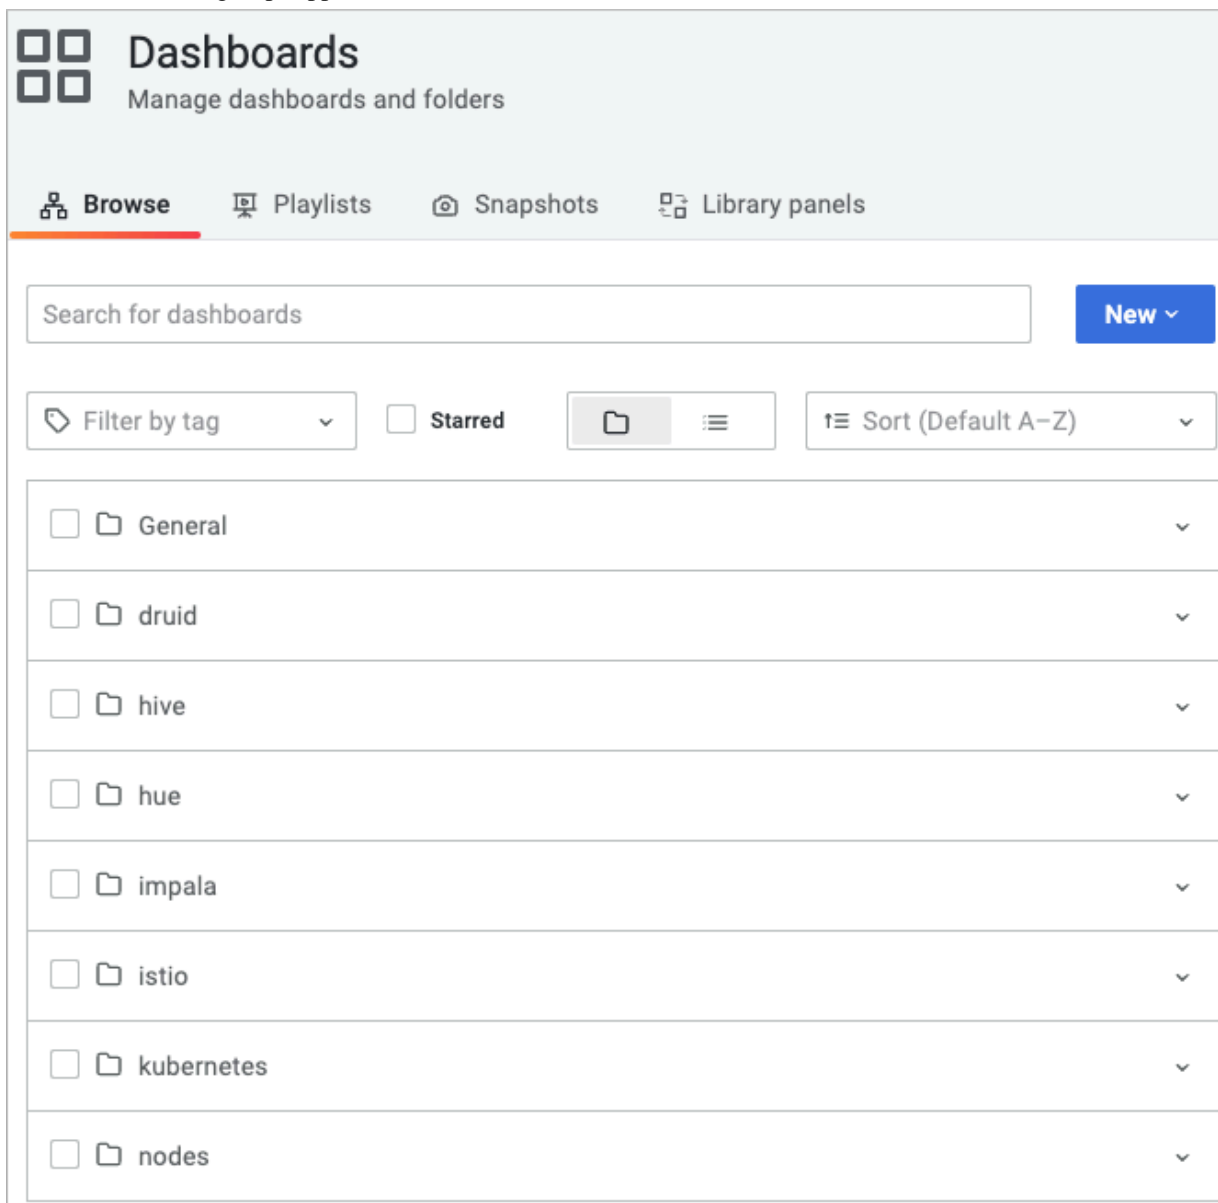 Dashboards
Manage dashboards and folders
Browse Playlists Snapshots Library panels
Search for dashboards New
Filter by tag Starred Sort (Default A–Z)
General
druid
hive
hue
impala
istio
kubernetes
nodes